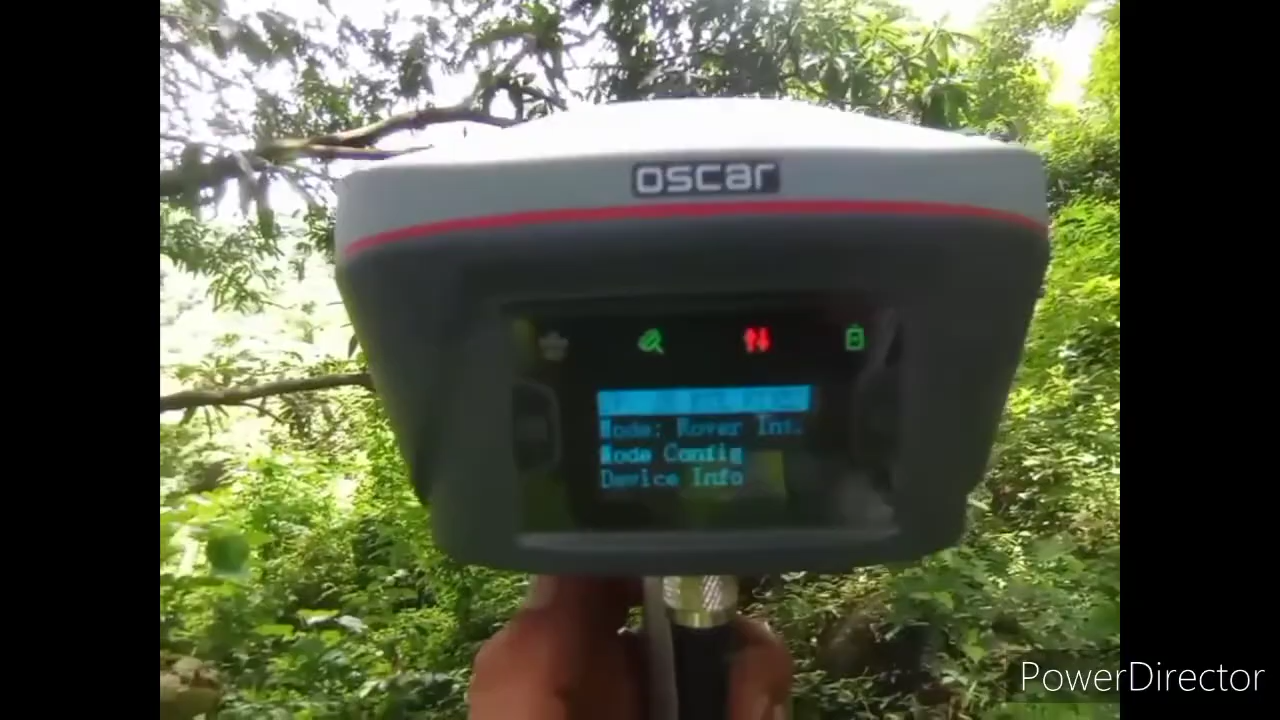 oscar
Mode: Rover Int.
Mode Config
Device Info
PowerDirector